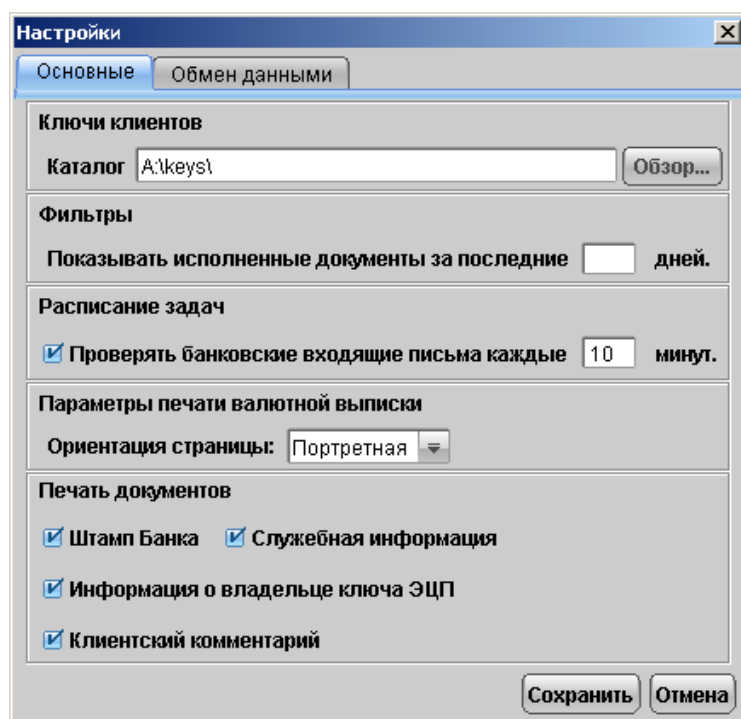 Настройки
Основные Обмен данными
Ключи клиентов
Каталог A:\keys\ Обзор...
Фильтры
Показывать исполненные документы за последние дней.
Расписание задач
Проверять банковские входящие письма каждые 10 минут.
Параметры печати валютной выписки
Ориентация страницы: Портретная
Печать документов
Штамп Банка Служебная информация
Информация о владельце ключа ЭЦП
Клиентский комментарий
Сохранить Отмена